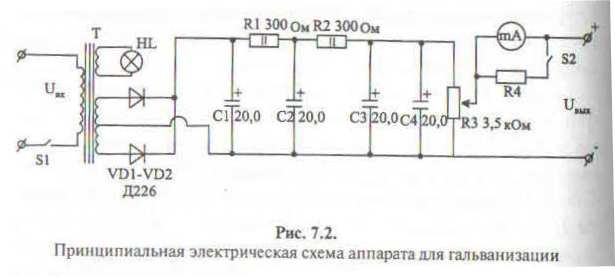 R1 300 Ом R2 300 Ом
T
HL
mA
+
S2
Uвх
+ + + +
R4
C1 20,0 C2 20,0 C3 20,0 C4 20,0 R3 3,5 кОм
Uвых
S1
VD1-VD2
Д226
-
Рис. 7.2.
Принципиальная электрическая схема аппарата для гальванизации